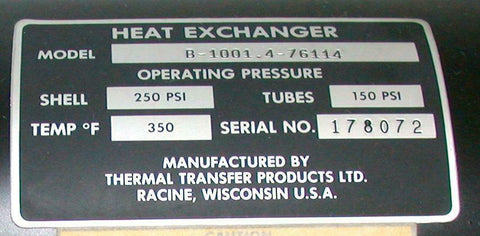 HEAT EXCHANGER
MODEL B-1001.4-76114
OPERATING PRESSURE
SHELL 250 PSI TUBES 150 PSI
TEMP °F 350 SERIAL NO. 178072
MANUFACTURED BY
THERMAL TRANSFER PRODUCTS LTD.
RACINE, WISCONSIN U.S.A.
CAUTION